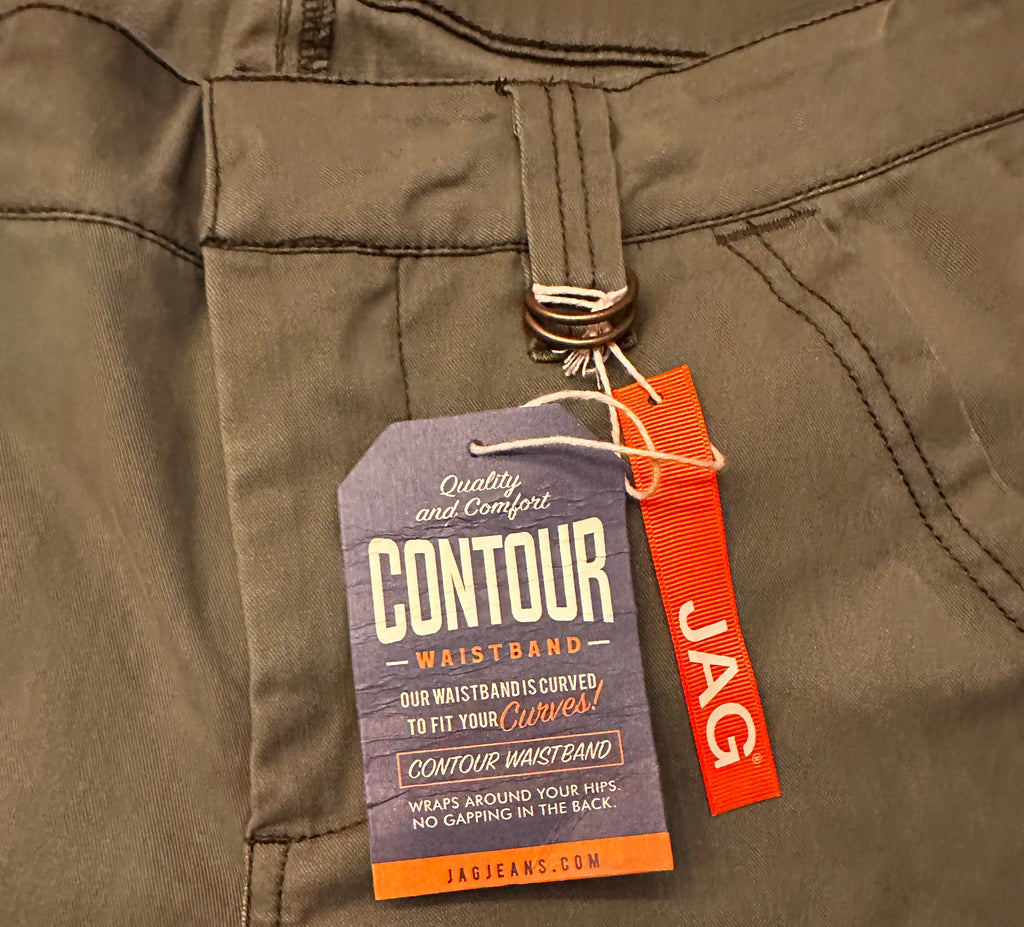 Quality
and Comfort
CONTOUR
— WAISTBAND —
OUR WAISTBAND IS CURVED
TO FIT YOUR Curves!
CONTOUR WAISTBAND
WRAPS AROUND YOUR HIPS.
NO GAPPING IN THE BACK.
JAGJEANS.COM
JAG®